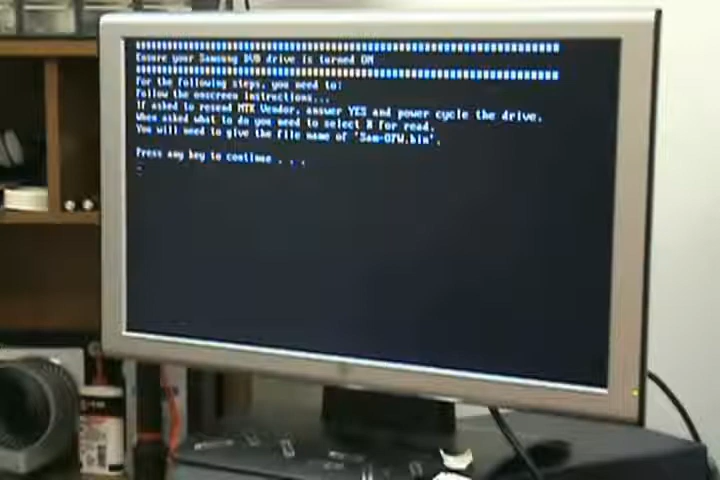 Ensure your Samsung DVD drive is turned ON
For the following steps, you need to:
Follow the onscreen instructions...
If asked to resend MTK Vendor, answer YES and power cycle the drive.
When asked what to do you need to select R for read.
You will need to give the file name of 'Sam-OFW.bin'.
Press any key to continue . . .